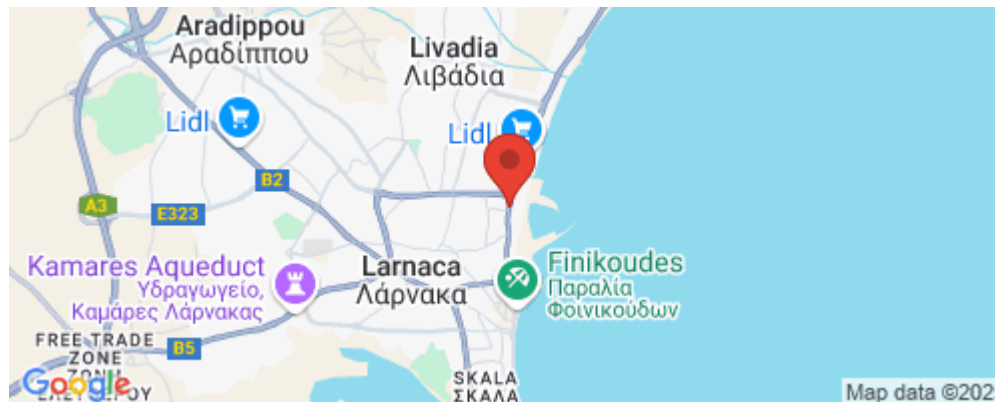 Aradippou
Αραδίππου
Livadia
Λιβάδια
Lidl
Lidl
B2
A3
E323
Kamares Aqueduct
Υδραγωγείο,
Καμάρες Λάρνακας
Larnaca
Λάρνακα
Finikoudes
Παραλία
Φοινικούδων
FREE TRADE
ZONE
B5
SKALA
ΣΚΑΛΑ
Google
Map data ©202